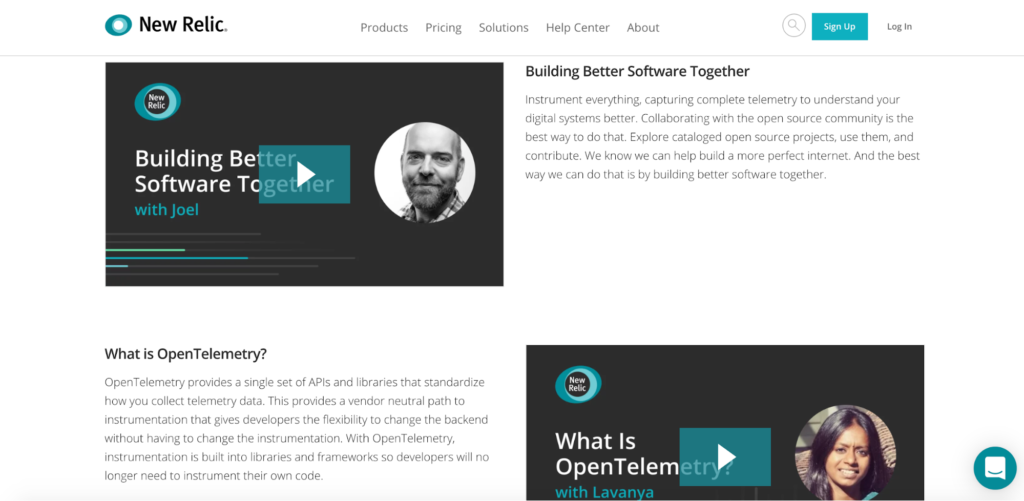 New Relic.
Products Pricing Solutions Help Center About
Sign Up
Log In
New
Relic
Building Better
Software Together
with Joel
Building Better Software Together
Instrument everything, capturing complete telemetry to understand your
digital systems better. Collaborating with the open source community is the
best way to do that. Explore cataloged open source projects, use them, and
contribute. We know we can help build a more perfect internet. And the best
way we can do that is by building better software together.
What is OpenTelemetry?
OpenTelemetry provides a single set of APIs and libraries that standardize
how you collect telemetry data. This provides a vendor neutral path to
instrumentation that gives developers the flexibility to change the backend
without having to change the instrumentation. With OpenTelemetry,
instrumentation is built into libraries and frameworks so developers will no
longer need to instrument their own code.
New
Relic
What Is
OpenTelemetry?
with Lavanya